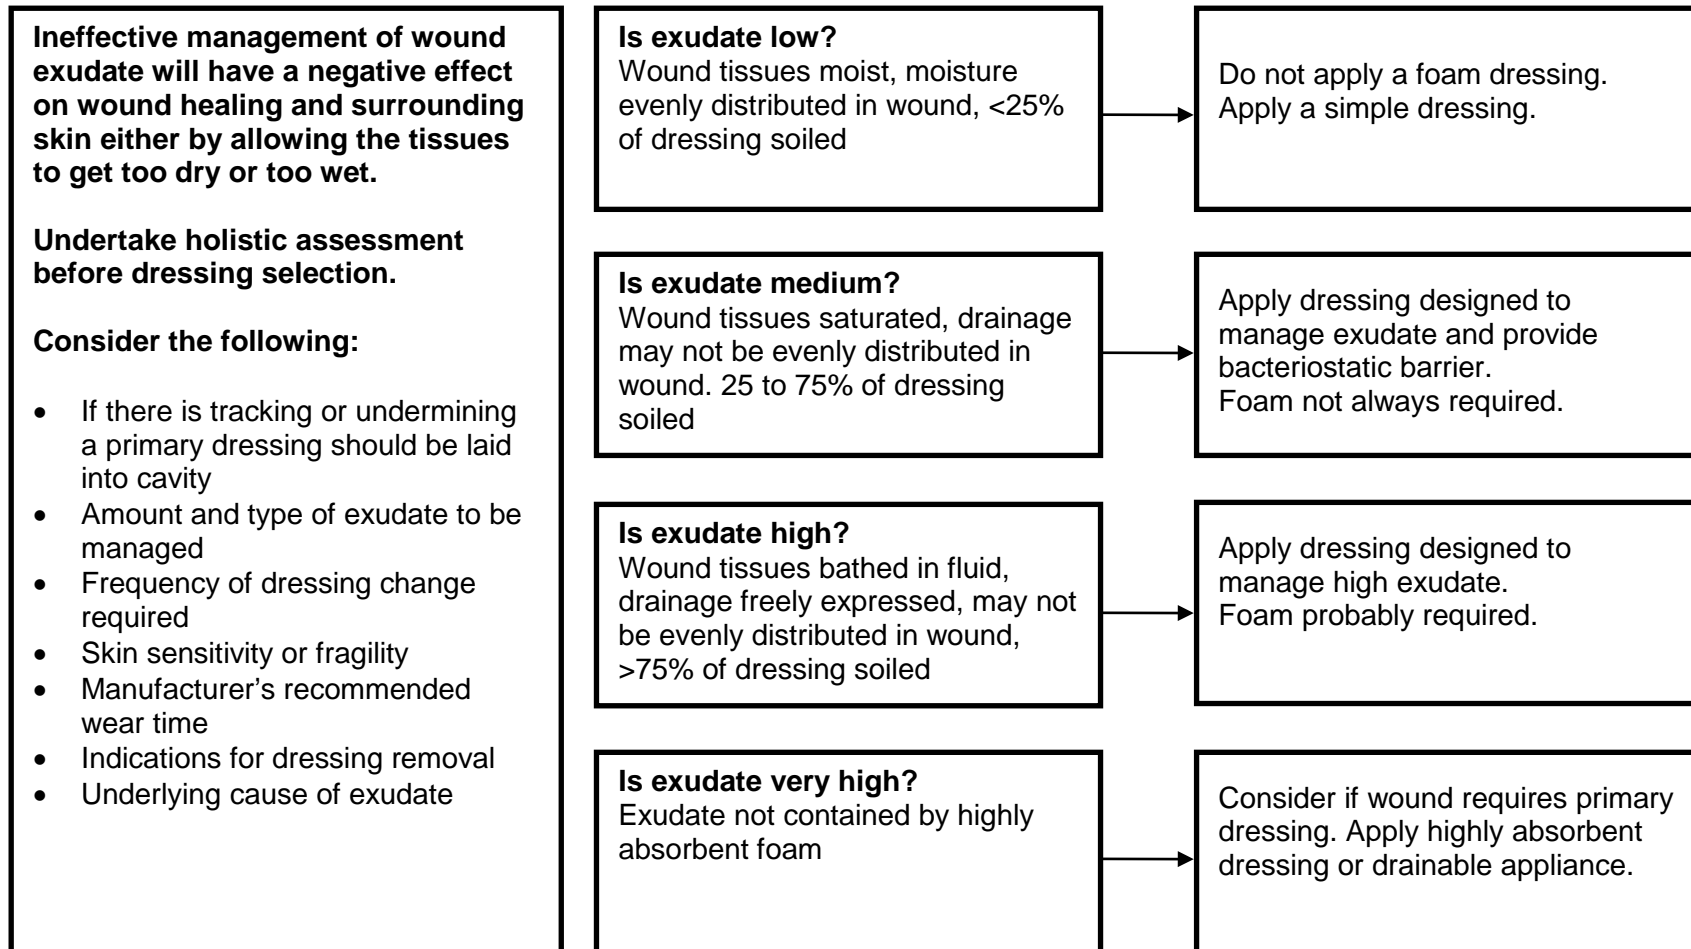 Ineffective management of wound
exudate will have a negative effect
on wound healing and surrounding
skin either by allowing the tissues
to get too dry or too wet.
Undertake holistic assessment
before dressing selection.
Consider the following:
• If there is tracking or undermining
a primary dressing should be laid
into cavity
• Amount and type of exudate to be
managed
• Frequency of dressing change
required
• Skin sensitivity or fragility
• Manufacturer’s recommended
wear time
• Indications for dressing removal
• Underlying cause of exudate
Is exudate low?
Wound tissues moist, moisture
evenly distributed in wound, <25%
of dressing soiled
Do not apply a foam dressing.
Apply a simple dressing.
Is exudate medium?
Wound tissues saturated, drainage
may not be evenly distributed in
wound. 25 to 75% of dressing
soiled
Apply dressing designed to
manage exudate and provide
bacteriostatic barrier.
Foam not always required.
Is exudate high?
Wound tissues bathed in fluid,
drainage freely expressed, may not
be evenly distributed in wound,
>75% of dressing soiled
Apply dressing designed to
manage high exudate.
Foam probably required.
Is exudate very high?
Exudate not contained by highly
absorbent foam
Consider if wound requires primary
dressing. Apply highly absorbent
dressing or drainable appliance.